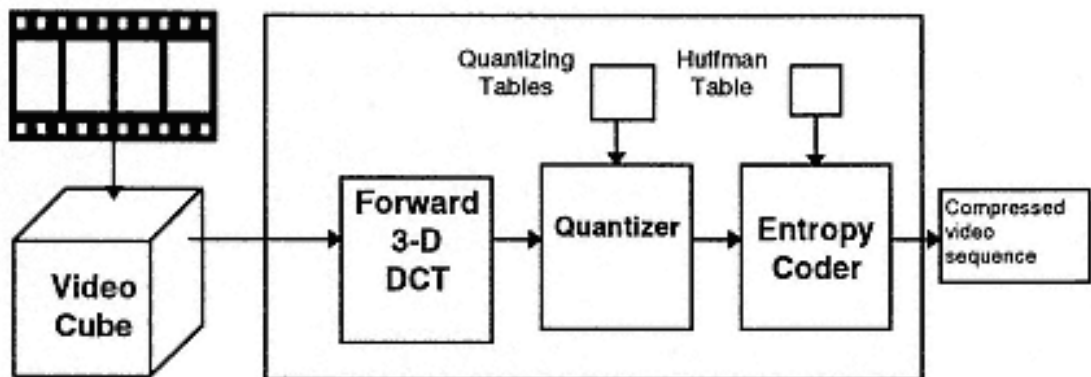 Quantizing
Tables
Huffman
Table
Video
Cube
Forward
3-D
DCT
Quantizer
Entropy
Coder
Compressed
video
sequence